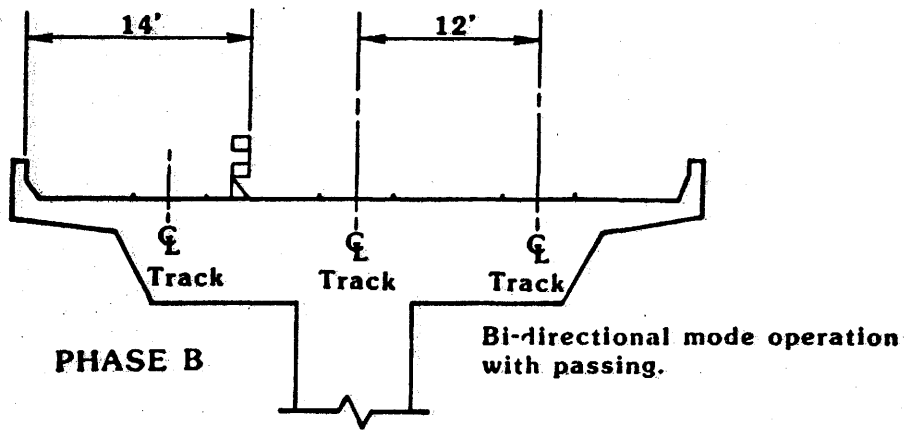 14' 12'
℄ ℄ ℄
Track Track Track
Bi-directional mode operation
with passing.
PHASE B